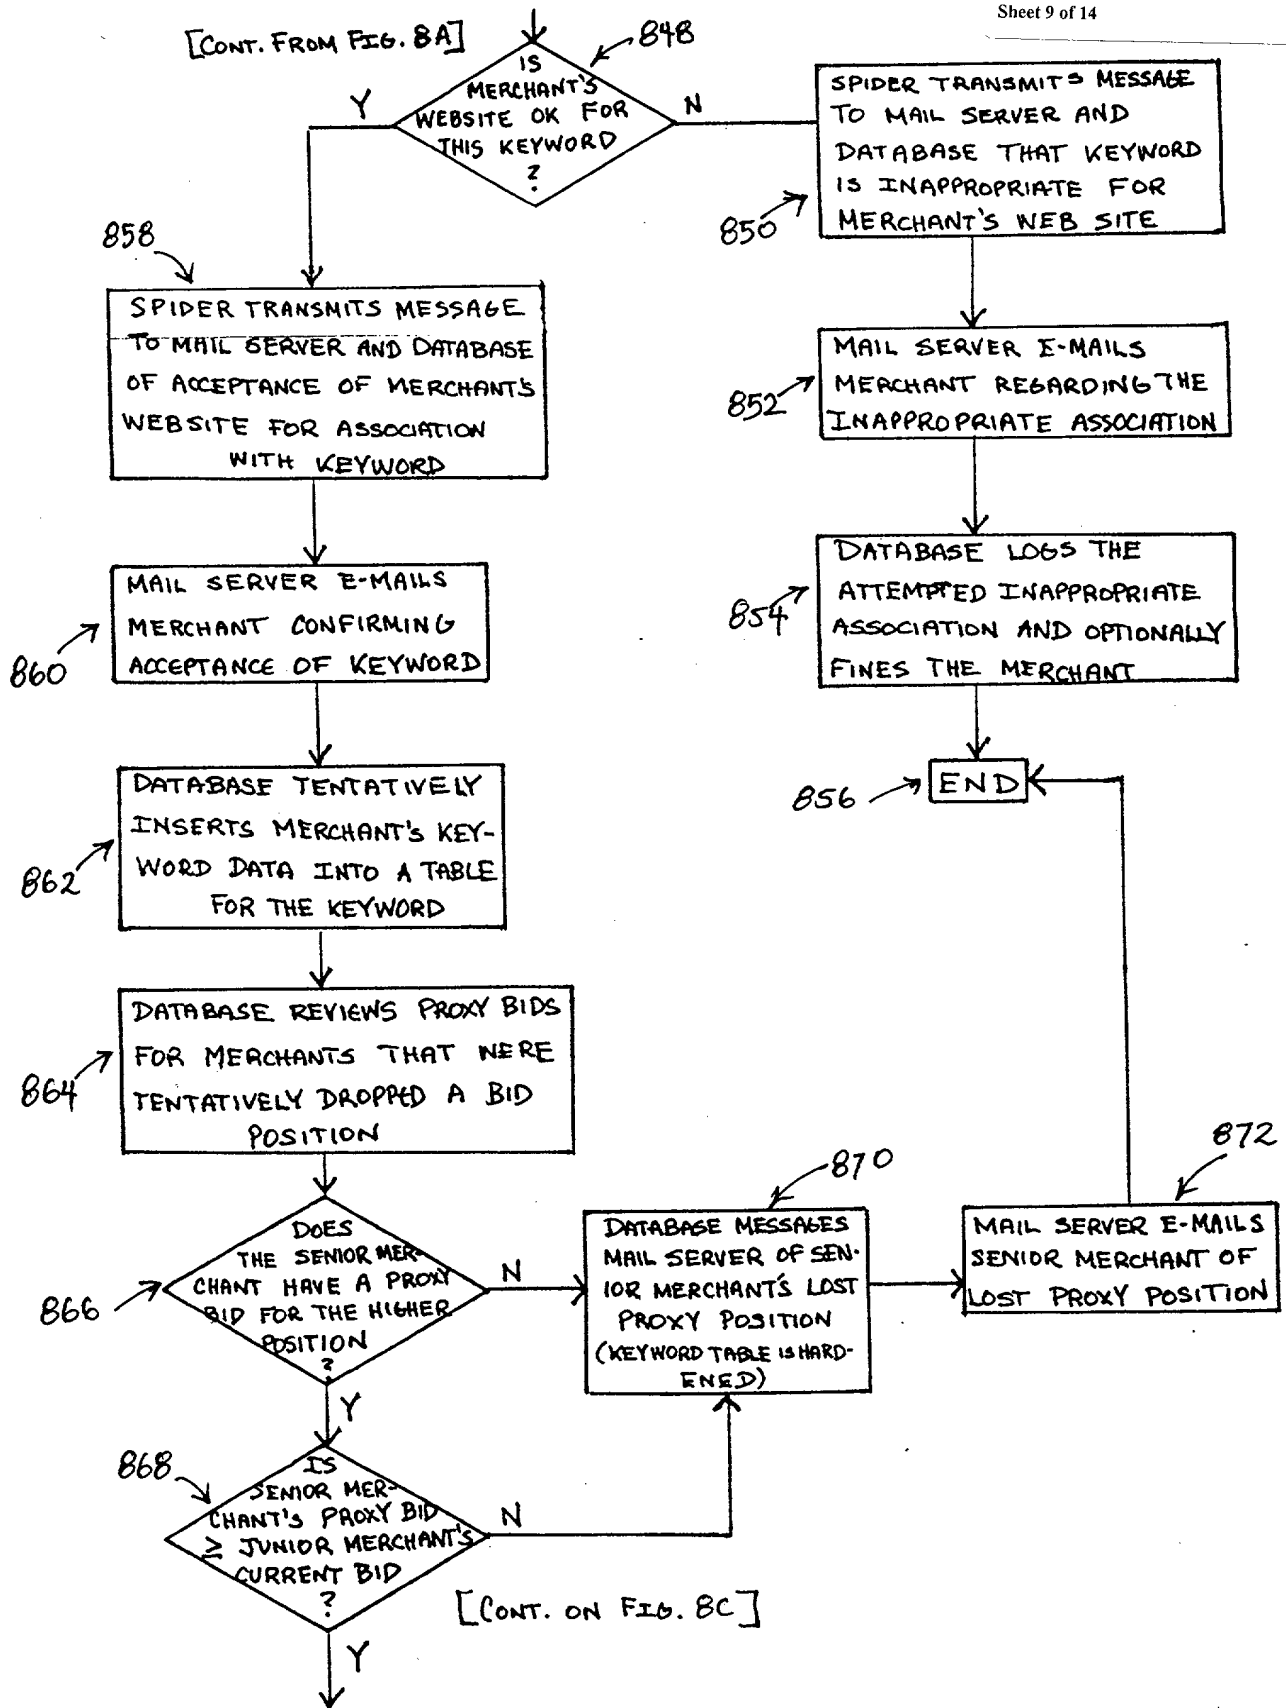 Sheet 9 of 14
[CONT. FROM FIG. 8A]
848
IS
MERCHANT'S
WEBSITE OK FOR
THIS KEYWORD
?
Y
N
SPIDER TRANSMITS MESSAGE
TO MAIL SERVER AND
DATABASE THAT KEYWORD
IS INAPPROPRIATE FOR
MERCHANT'S WEB SITE
850
858
SPIDER TRANSMITS MESSAGE
TO MAIL SERVER AND DATABASE
OF ACCEPTANCE OF MERCHANT'S
WEBSITE FOR ASSOCIATION
WITH KEYWORD
MAIL SERVER E-MAILS
MERCHANT REGARDING THE
INAPPROPRIATE ASSOCIATION
852
MAIL SERVER E-MAILS
MERCHANT CONFIRMING
ACCEPTANCE OF KEYWORD
860
DATABASE LOGS THE
ATTEMPTED INAPPROPRIATE
ASSOCIATION AND OPTIONALLY
FINES THE MERCHANT
854
DATABASE TENTATIVELY
INSERTS MERCHANT'S KEY-
WORD DATA INTO A TABLE
FOR THE KEYWORD
862
END
856
DATABASE REVIEWS PROXY BIDS
FOR MERCHANTS THAT WERE
TENTATIVELY DROPPED A BID
POSITION
864
DOES
THE SENIOR MER-
CHANT HAVE A PROXY
BID FOR THE HIGHER
POSITION
?
866
N
Y
870
DATABASE MESSAGES
MAIL SERVER OF SEN-
IOR MERCHANT'S LOST
PROXY POSITION
(KEYWORD TABLE IS HARD-
ENED)
872
MAIL SERVER E-MAILS
SENIOR MERCHANT OF
LOST PROXY POSITION
868
IS
SENIOR MER-
CHANT'S PROXY BID
≥ JUNIOR MERCHANT'S
CURRENT BID
?
N
Y
[CONT. ON FIG. 8C]